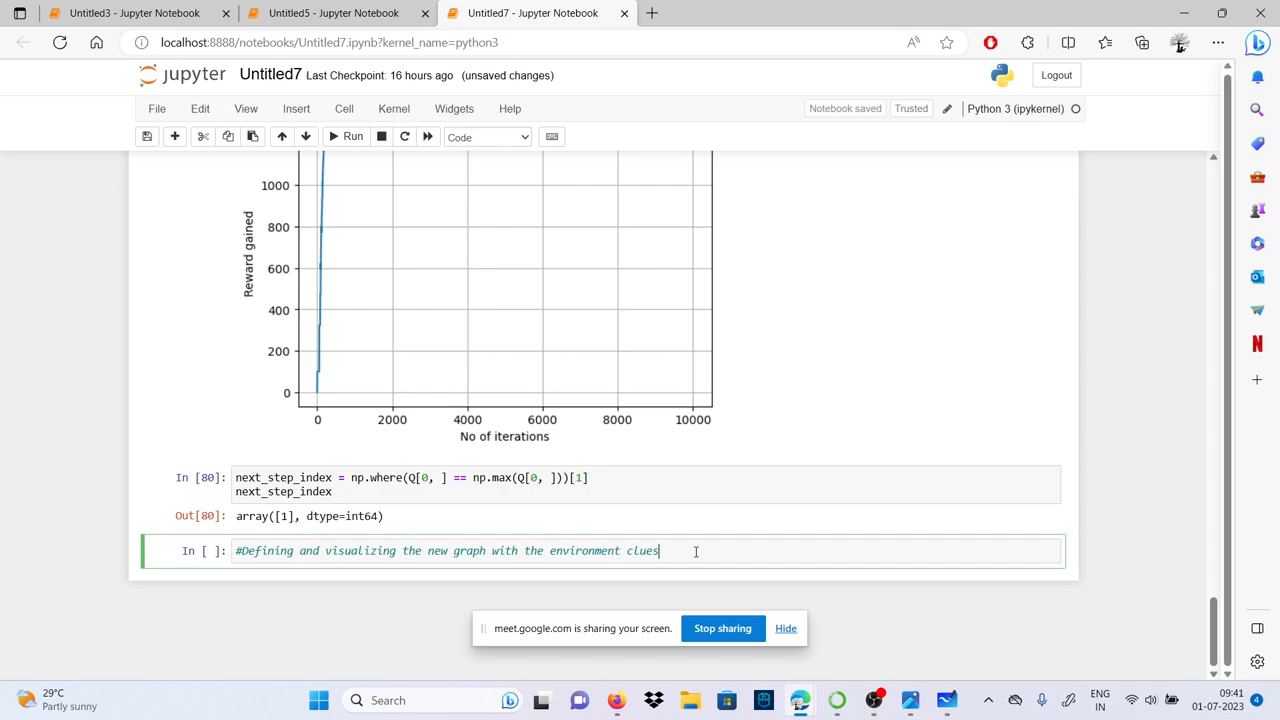 Untitled3 - Jupyter Notebook
Untitled5 - Jupyter Notebook
Untitled7 - Jupyter Notebook
localhost:8888/notebooks/Untitled7.ipynb?kernel_name=python3
jupyter Untitled7 Last Checkpoint: 16 hours ago (unsaved changes)
Logout
File Edit View Insert Cell Kernel Widgets Help
Notebook saved Trusted Python 3 (ipykernel)
Run Code
1000
800
600
400
200
0
Reward gained
0 2000 4000 6000 8000 10000
No of iterations
In [80]: next_step_index = np.where(Q[0, ] == np.max(Q[0, ]))[1]
next_step_index
Out[80]: array([1], dtype=int64)
In [ ]: #Defining and visualizing the new graph with the environment clues
meet.google.com is sharing your screen. Stop sharing Hide
29°C
Partly sunny
Search
ENG
IN
09:41
01-07-2023
4